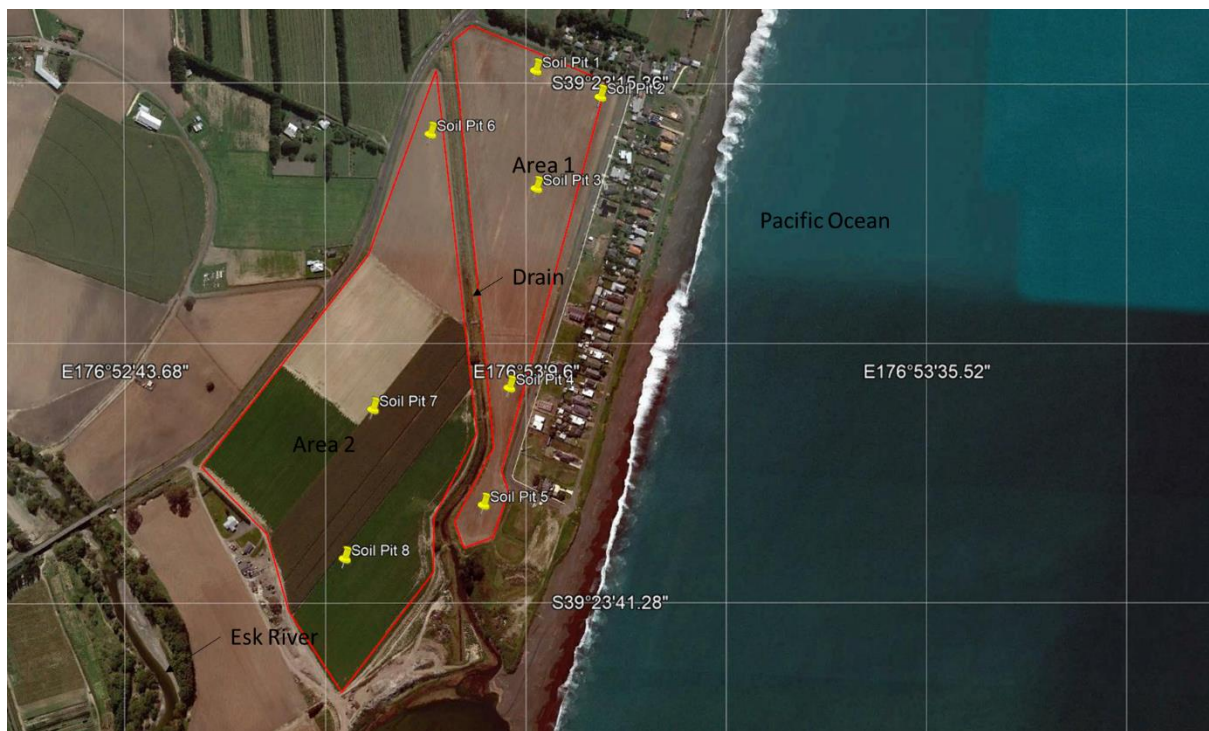 Soil Pit 1
S39°23'15.36"
Soil Pit 2
Soil Pit 6
Area 1
Soil Pit 3
Pacific Ocean
Drain
E176°52'43.68"
E176°53'9.6"
E176°53'35.52"
Soil Pit 4
Soil Pit 7
Area 2
Soil Pit 5
Soil Pit 8
S39°23'41.28"
Esk River